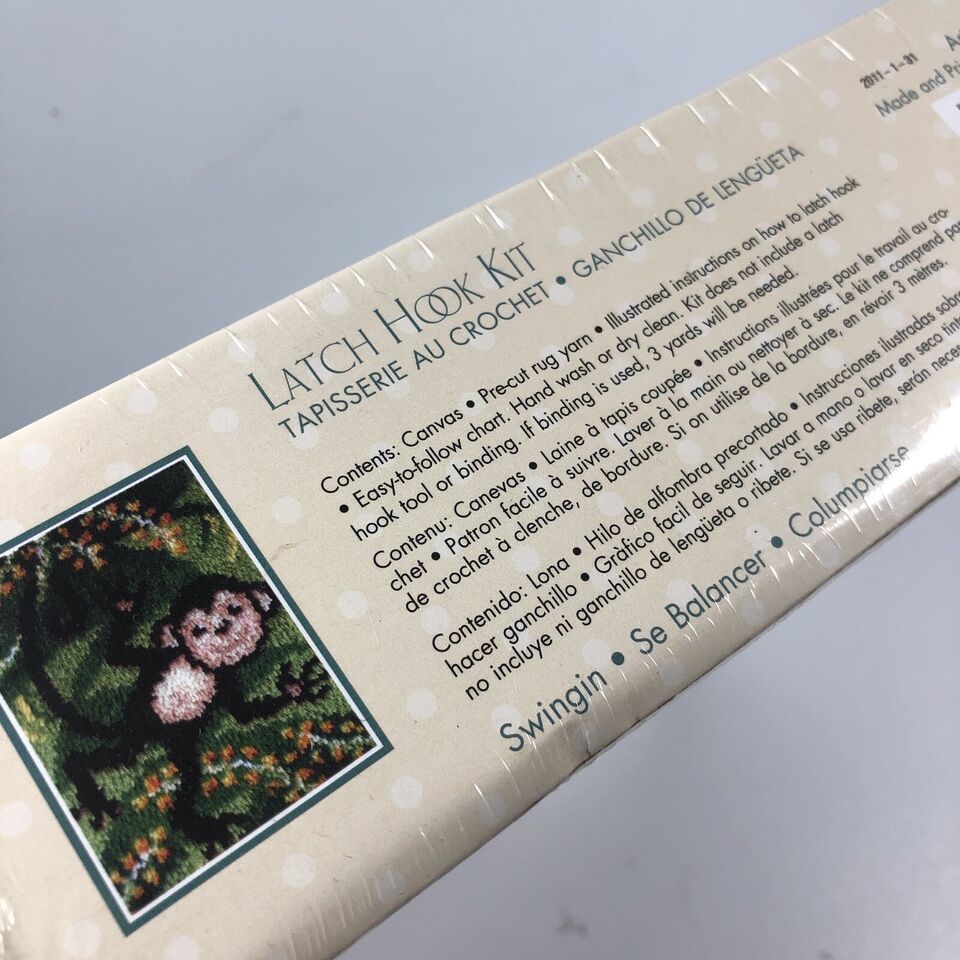 LATCH HOOK KIT
TAPISSERIE AU CROCHET • GANCHILLO DE LENGÜETA
Contents: Canvas • Pre-cut rug yarn • Illustrated instructions on how to latch hook
• Easy-to-follow chart. Hand wash or dry clean. Kit does not include a latch
hook tool or binding. If binding is used, 3 yards will be needed.
Contenu: Canevas • Laine à tapis coupée • Instructions illustrées pour le travail au cro-
chet • Patron facile à suivre. Laver à la main ou nettoyer à sec. Le kit ne comprend pas
de crochet à clenche, de bordure. Si on utilise de la bordure, en révoir 3 mètres.
Contenido: Lona • Hilo de alfombra precortado • Instrucciones ilustradas sobre
hacer ganchillo • Gráfico facil de seguir. Lavar a mano o lavar en seco
no incluye ni ganchillo de lengüeta o ribete. Si se usa ribete, serán
Swingin • Se Balancer • Columpiarse
2011-1-31
Made and